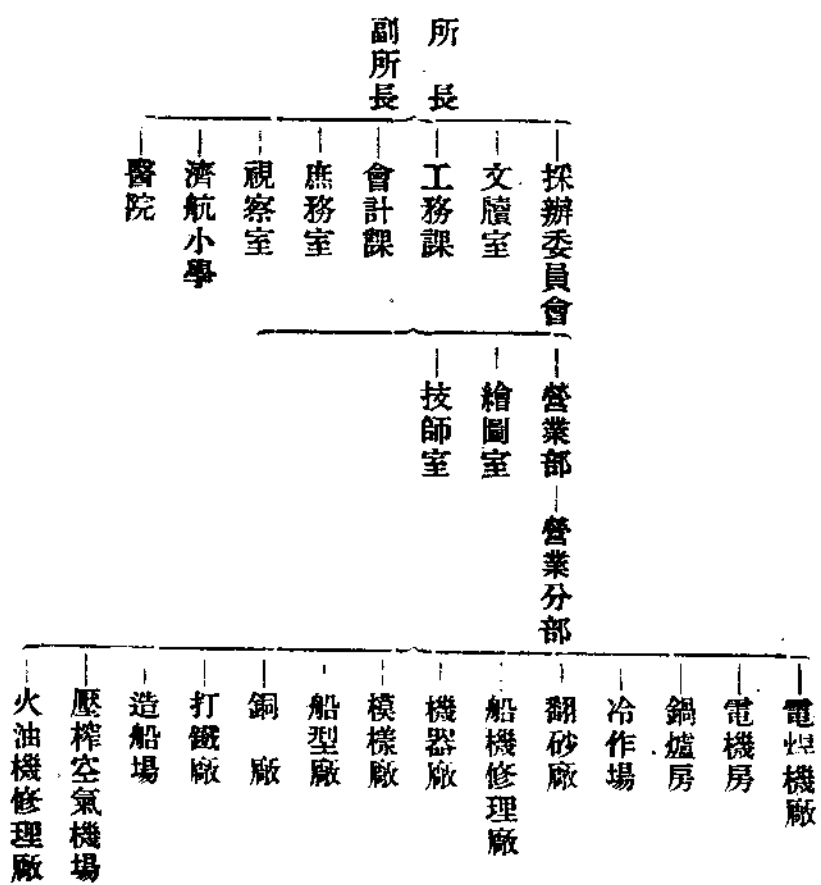 所長
副所長
採辦委員會
文牘室
工務課
會計課
庶務室
視察室
濟航小學
醫院
營業部
繪圖室
技師室
營業分部
電焊機廠
電機房
鍋爐房
冷作場
翻砂廠
船機修理廠
機器廠
模樣廠
船型廠
銅廠
打鐵廠
造船場
壓榨空氣機場
火油機修理廠